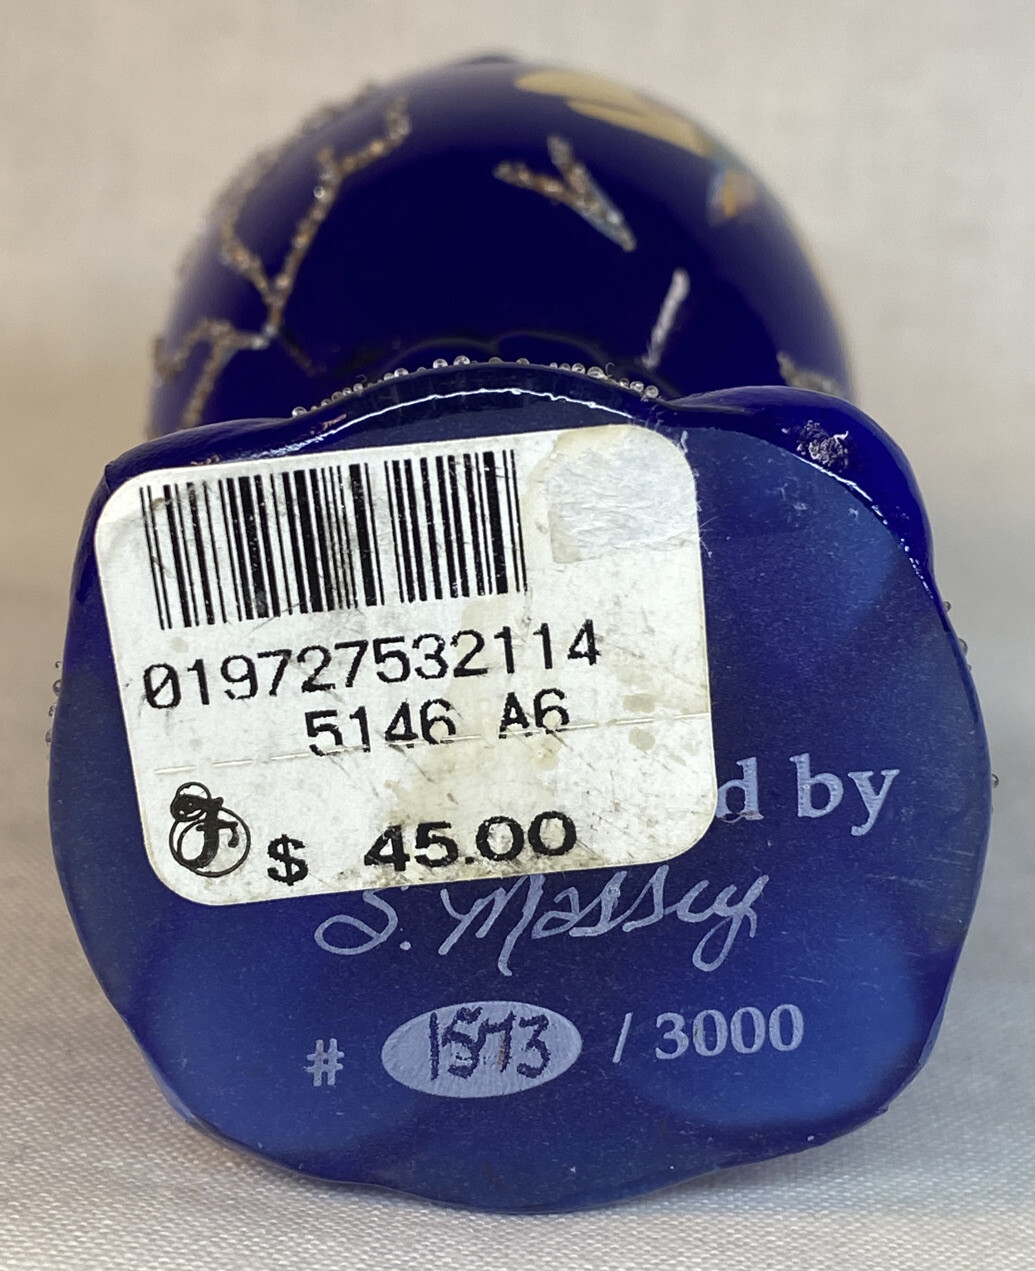 019727532114
5146 A6
F
$ 45.00
d by
S. Massey
# 1573 / 3000